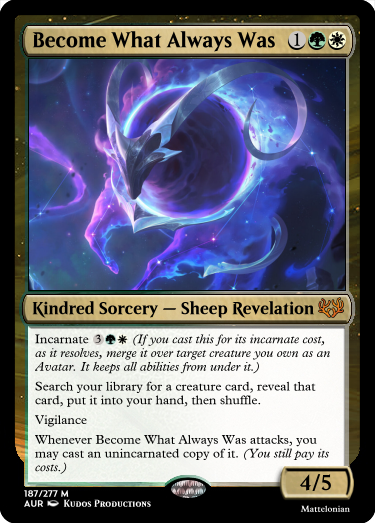 Become What Always Was 1
Kindred Sorcery — Sheep Revelation
Incarnate 3 (If you cast this for its incarnate cost,
as it resolves, merge it over target creature you own as an
Avatar. It keeps all abilities from under it.)
Search your library for a creature card, reveal that
card, put it into your hand, then shuffle.
Vigilance
Whenever Become What Always Was attacks, you
may cast an unincarnated copy of it. (You still pay its
costs.)
4/5
187/277 M
AUR Kudos Productions
Mattelonian